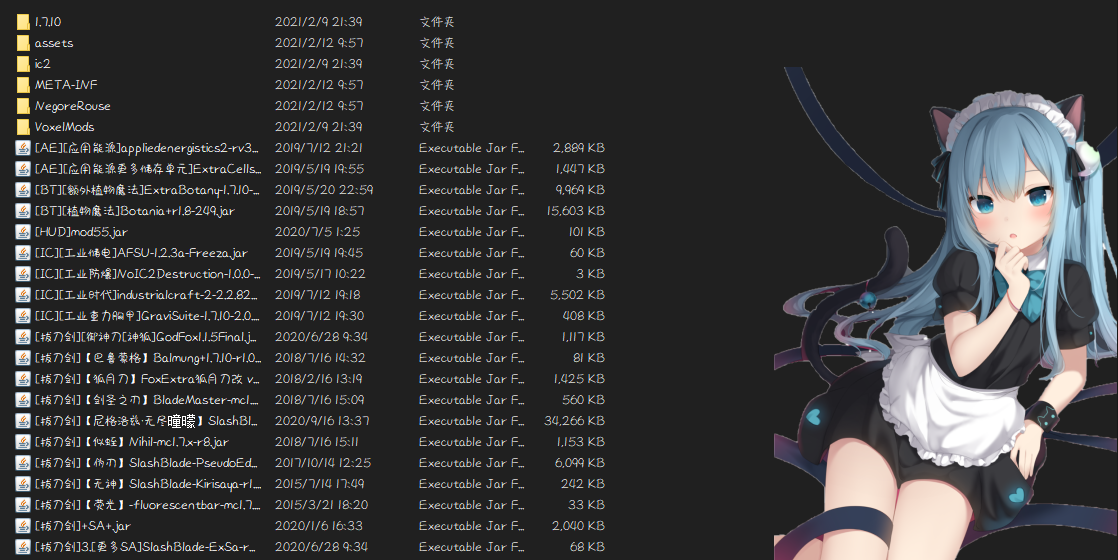 1.7.10 2021/2/9 21:39 文件夹
assets 2021/2/12 9:57 文件夹
ic2 2021/2/9 21:39 文件夹
META-INF 2021/2/12 9:57 文件夹
NegoreRouse 2021/2/12 9:57 文件夹
VoxelMods 2021/2/9 21:39 文件夹
[AE][应用能源]appliedenergistics2-rv3... 2019/7/12 21:21 Executable Jar F... 2,889 KB
[AE][应用能源更多储存单元]ExtraCells... 2019/5/19 19:55 Executable Jar F... 1,447 KB
[BT][额外植物魔法]ExtraBotany-1.7.10-... 2019/5/20 22:59 Executable Jar F... 9,969 KB
[BT][植物魔法]Botania+r1.8-249.jar 2019/5/19 18:57 Executable Jar F... 15,603 KB
[HUD]mod55.jar 2020/7/5 1:25 Executable Jar F... 101 KB
[IC][工业储电]AFSU-1.2.3a-Freeza.jar 2019/5/19 19:45 Executable Jar F... 60 KB
[IC][工业防爆]NoIC2Destruction-1.0.0-... 2019/5/17 10:22 Executable Jar F... 3 KB
[IC][工业时代]industrialcraft-2-2.2.82... 2019/7/12 19:18 Executable Jar F... 5,502 KB
[IC][工业重力胸甲]GraviSuite-1.7.10-2.0... 2019/7/12 19:30 Executable Jar F... 408 KB
[拔刀剑][御神刀][神狐]GodFox1.1.5Final.j... 2020/6/28 9:34 Executable Jar F... 1,117 KB
[拔刀剑]【巴鲁蒙格】Balmung+1.7.10-r1.0... 2018/7/16 14:32 Executable Jar F... 81 KB
[拔刀剑]【狐月刀】FoxExtra狐月刀改 v... 2018/2/16 13:19 Executable Jar F... 1,425 KB
[拔刀剑]【剑圣之刃】BladeMaster-mc1... 2018/7/16 15:09 Executable Jar F... 560 KB
[拔刀剑]【尼格洛兹·无尽曈曚】SlashBl... 2020/9/16 13:37 Executable Jar F... 34,266 KB
[拔刀剑]【似蛭】Nihil-mc1.7x-r8.jar 2018/7/16 15:11 Executable Jar F... 1,153 KB
[拔刀剑]【伪刃】SlashBlade-PseudoEd... 2017/10/14 12:25 Executable Jar F... 6,099 KB
[拔刀剑]【无神】SlashBlade-Kirisaya-r1... 2015/7/14 17:49 Executable Jar F... 242 KB
[拔刀剑]【荧光】-fluorescentbar-mc1.7.... 2015/3/21 18:20 Executable Jar F... 33 KB
[拔刀剑]+SA+.jar 2020/1/6 16:33 Executable Jar F... 2,040 KB
[拔刀剑]3.[更多SA]SlashBlade-ExSa-r... 2020/6/28 9:34 Executable Jar F... 68 KB